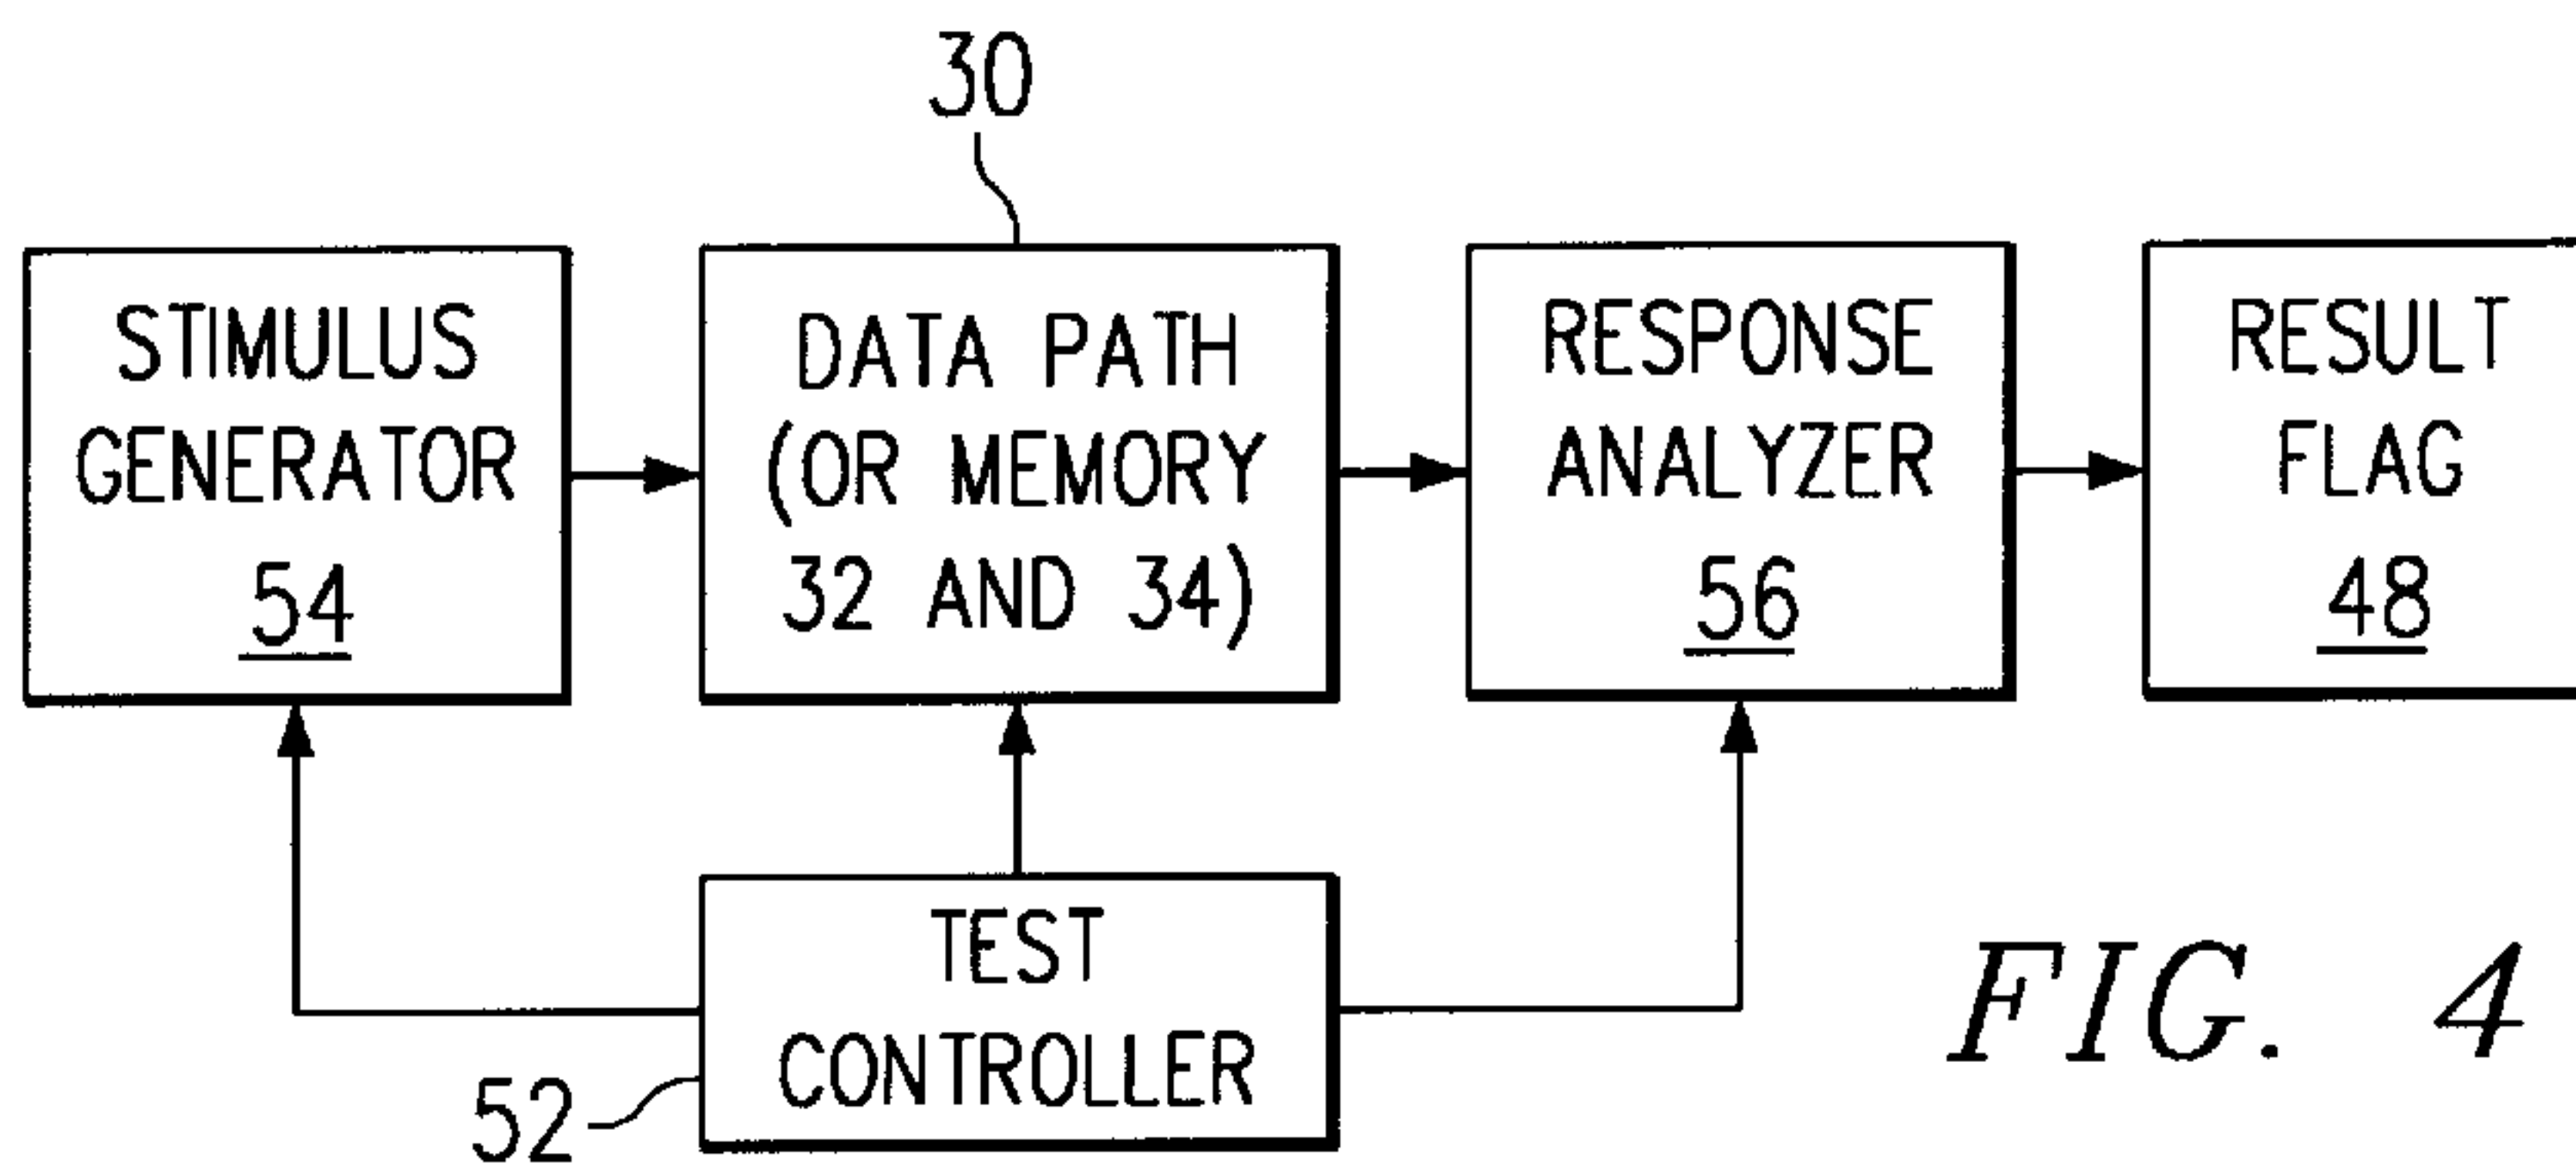 30
STIMULUS
GENERATOR
54
DATA PATH
(OR MEMORY
32 AND 34)
RESPONSE
ANALYZER
56
RESULT
FLAG
48
TEST
CONTROLLER
52
FIG. 4